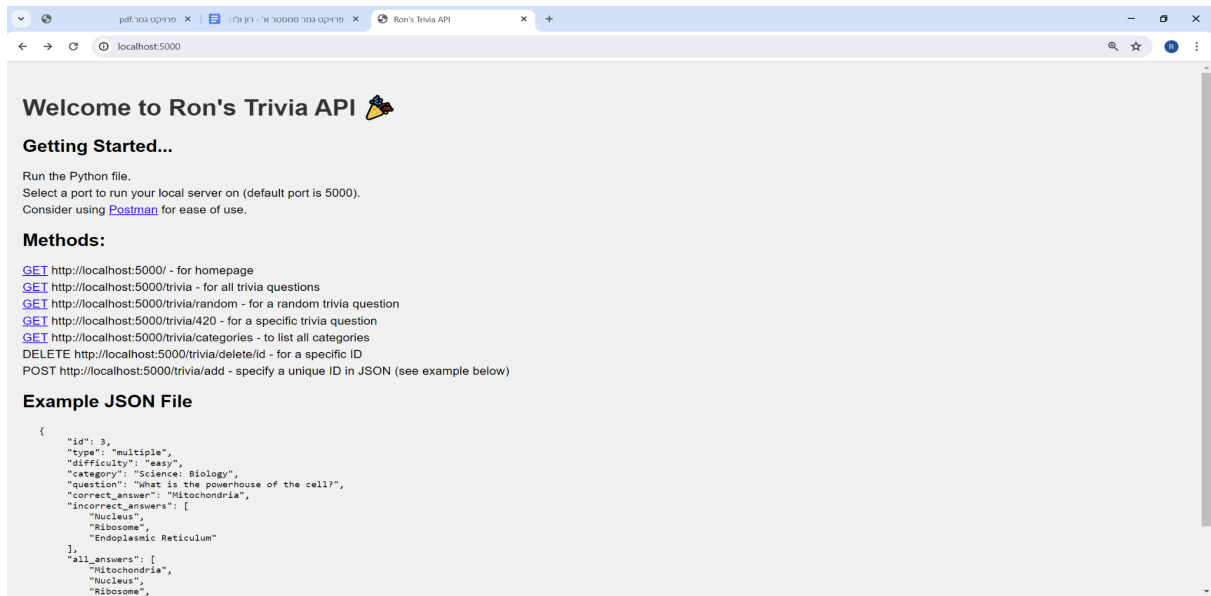 פרויקט גמר.pdf
פרויקט גמר סמסטר א' - רון ולד
Ron's Trivia API
localhost:5000
R
Welcome to Ron's Trivia API 🎉
Getting Started...
Run the Python file.
Select a port to run your local server on (default port is 5000).
Consider using Postman for ease of use.
Methods:
GET http://localhost:5000/ - for homepage
GET http://localhost:5000/trivia - for all trivia questions
GET http://localhost:5000/trivia/random - for a random trivia question
GET http://localhost:5000/trivia/420 - for a specific trivia question
GET http://localhost:5000/trivia/categories - to list all categories
DELETE http://localhost:5000/trivia/delete/id - for a specific ID
POST http://localhost:5000/trivia/add - specify a unique ID in JSON (see example below)
Example JSON File
{
"id": 3,
"type": "multiple",
"difficulty": "easy",
"category": "Science: Biology",
"question": "What is the powerhouse of the cell?",
"correct_answer": "Mitochondria",
"incorrect_answers": [
"Nucleus",
"Ribosome",
"Endoplasmic Reticulum"
],
"all_answers": [
"Mitochondria",
"Nucleus",
"Ribosome",